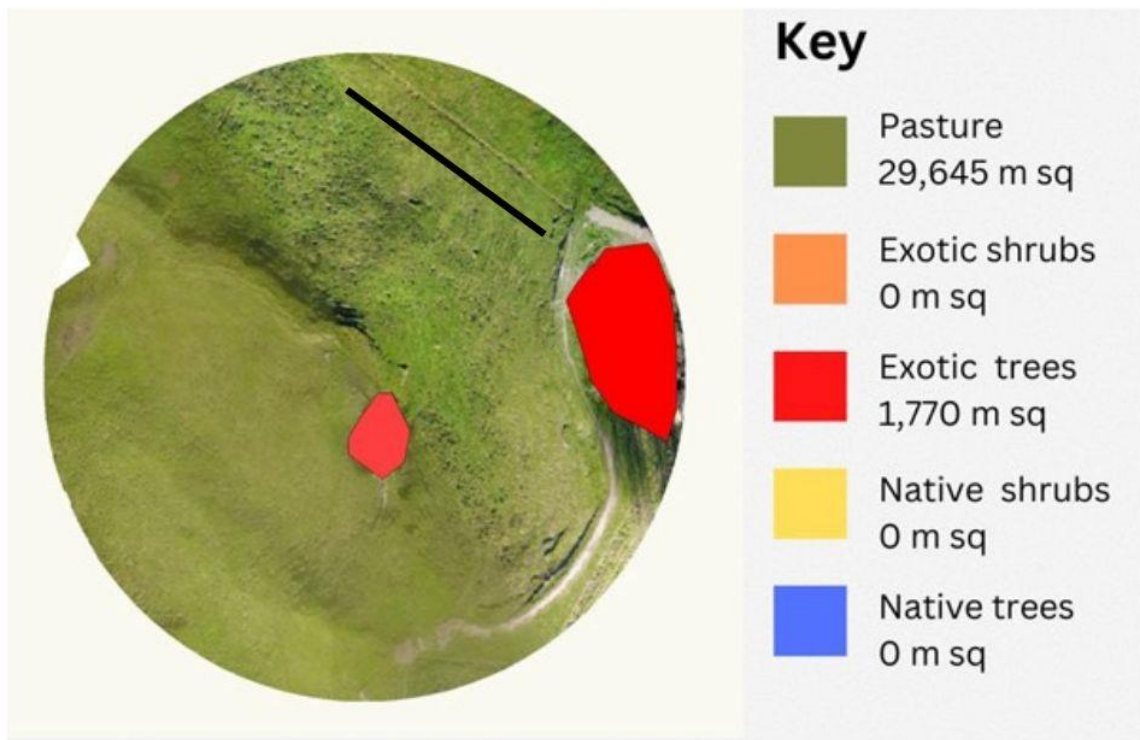 Key
Pasture
29,645 m sq
Exotic shrubs
0 m sq
Exotic trees
1,770 m sq
Native shrubs
0 m sq
Native trees
0 m sq